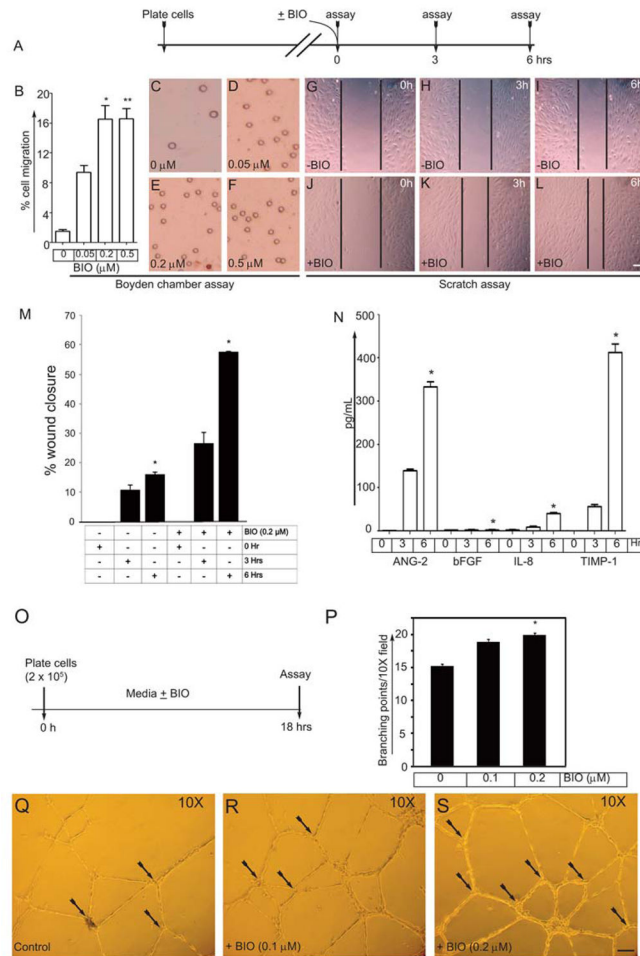 Plate cells
± BIO
assay
assay
assay
A
0
3
6 hrs
B
% cell migration
20
16
12
8
4
0
*
**
0
0.05
0.2
0.5
BIO (µM)
C
0 µM
D
0.05 µM
E
0.2 µM
F
0.5 µM
Boyden chamber assay
G
0h
-BIO
H
3h
-BIO
I
6h
-BIO
J
0h
+BIO
K
3h
+BIO
L
6h
+BIO
Scratch assay
M
% wound closure
70
60
50
40
30
20
10
0
*
*
- - - + + + BIO (0.2 µM)
+ - - + - - 0 Hr
- + - - + - 3 Hrs
- - + - - + 6 Hrs
N
pg/mL
500
400
300
200
100
0
*
*
*
*
0 3 6 0 3 6 0 3 6 0 3 6 Hr
ANG-2 bFGF IL-8 TIMP-1
O
Plate cells
(2 x 10⁵)
Media ± BIO
Assay
0 h
18 hrs
P
Branching points/10X field
20
20
15
10
5
0
*
0
0.1
0.2
BIO (µM)
Q
10X
Control
R
10X
+ BIO (0.1 µM)
S
10X
+ BIO (0.2 µM)